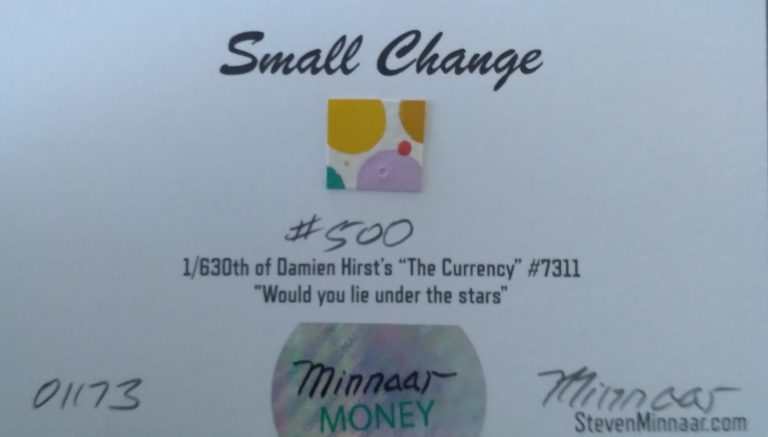 Small Change
#500
1/630th of Damien Hirst's "The Currency" #7311
"Would you lie under the stars"
Minnaar
MONEY
01173
Minnaar
StevenMinnaar.com